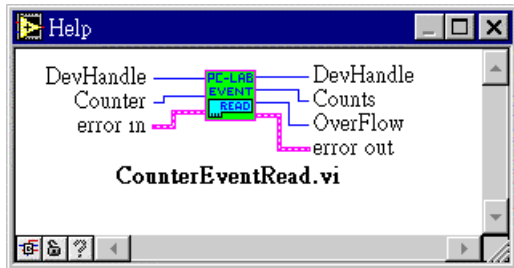 Help
DevHandle PC-LAB DevHandle
Counter EVENT Counts
error in READ OverFlow
error out
CounterEventRead.vi
?